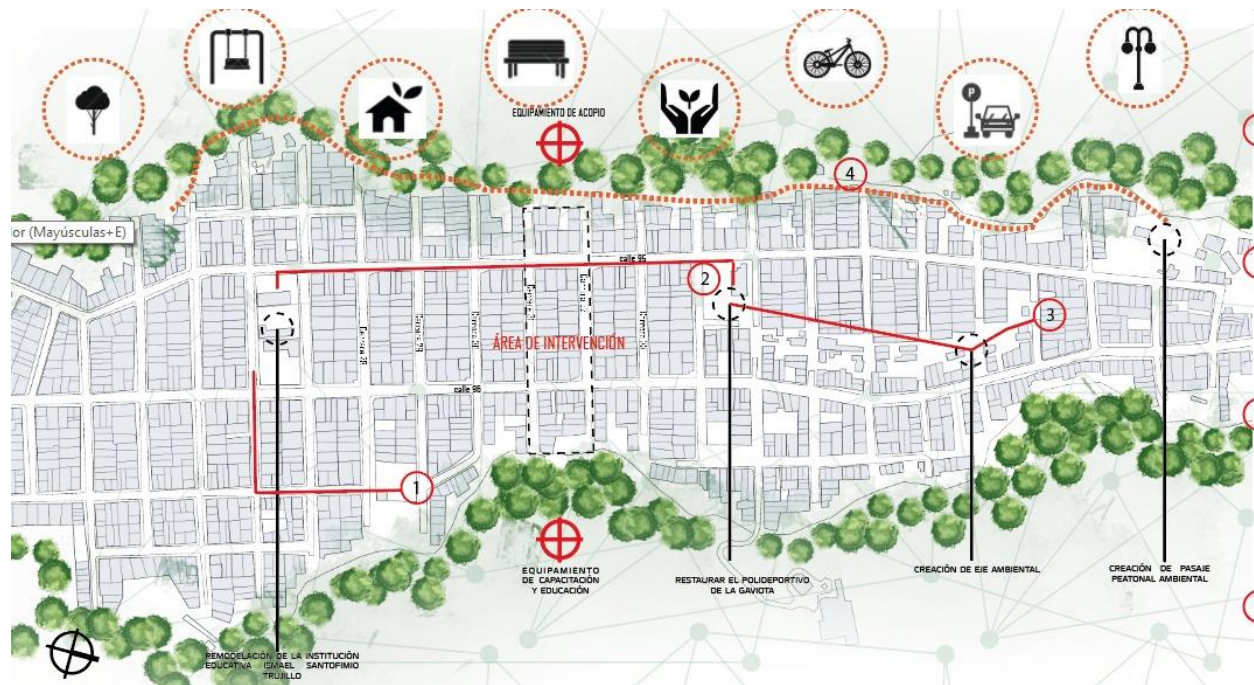 P
EQUIPAMIENTO DE ACOPIO
4
or (Mayúsculas+E)
calle 95
2
3
ÁREA DE INTERVENCIÓN
calle 96
1
EQUIPAMIENTO
DE CAPACITACIÓN
Y EDUCACIÓN
RESTAURAR EL POLIDEPORTIVO
DE LA GAVIOTA
CREACIÓN DE EJE AMBIENTAL
CREACIÓN DE PASAJE
PEATONAL AMBIENTAL
REMODELACIÓN DE LA INSTITUCIÓN
EDUCATIVA ISMAEL SANTOFIMIO
TRUJILLO